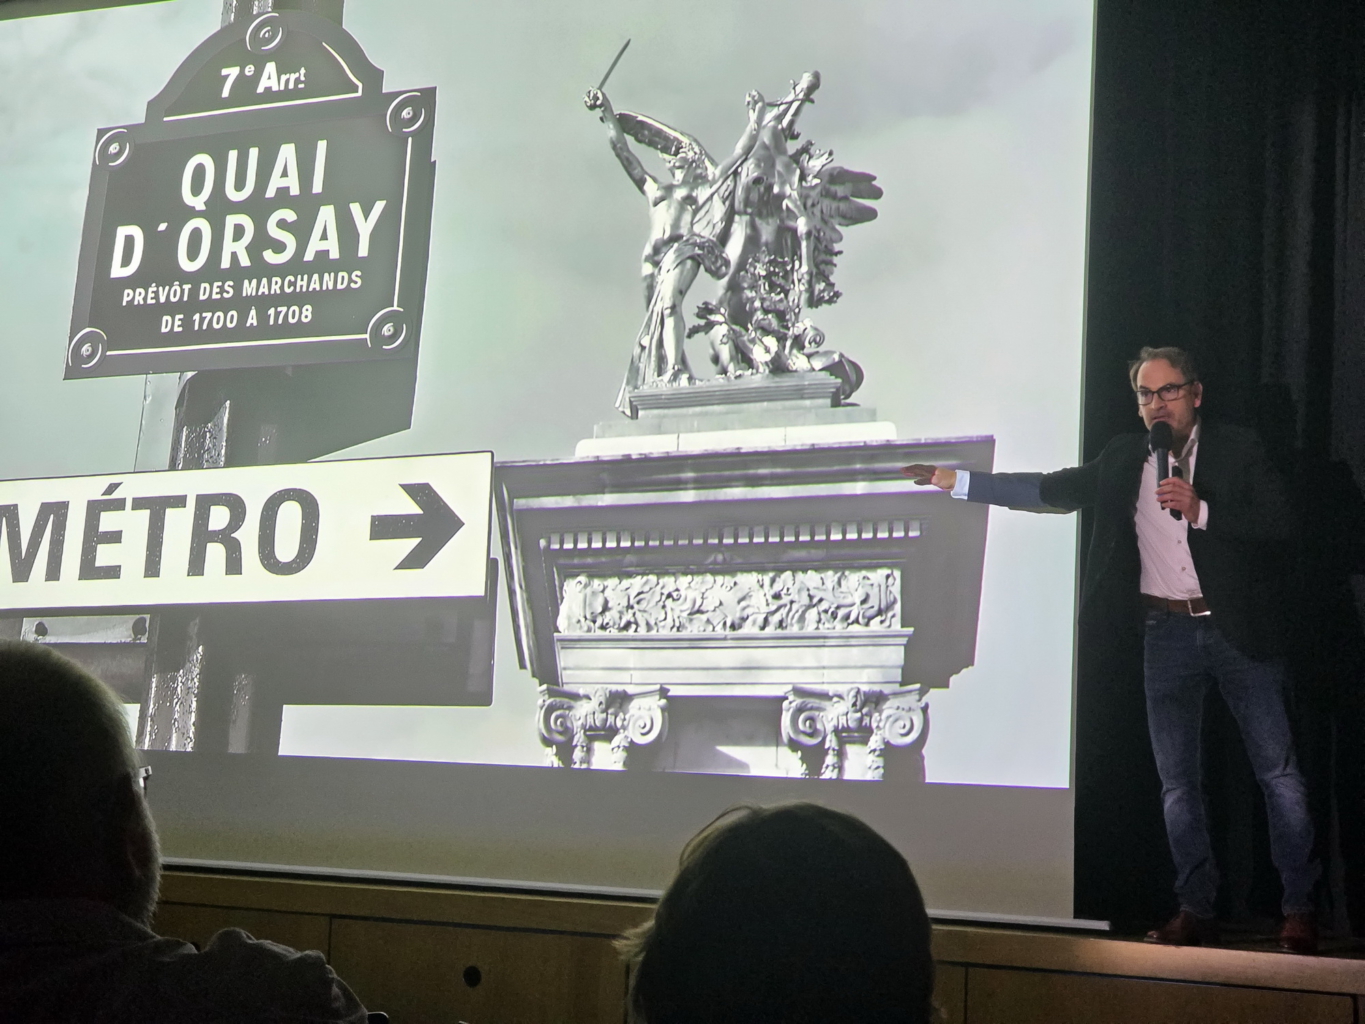 7e Arrt
QUAI
D'ORSAY
PRÉVÔT DES MARCHANDS
DE 1700 À 1708
MÉTRO →